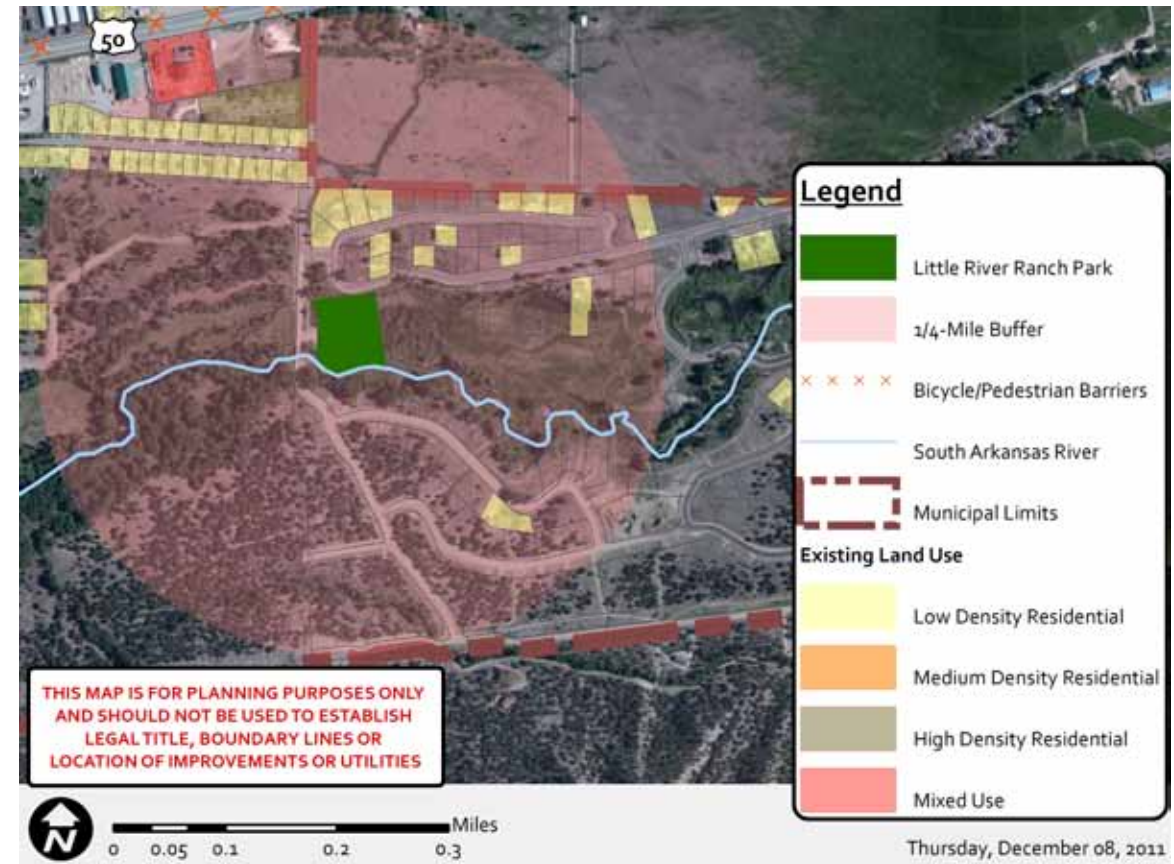 50
Legend
Little River Ranch Park
1/4-Mile Buffer
Bicycle/Pedestrian Barriers
South Arkansas River
Municipal Limits
Existing Land Use
Low Density Residential
Medium Density Residential
High Density Residential
Mixed Use
THIS MAP IS FOR PLANNING PURPOSES ONLY
AND SHOULD NOT BE USED TO ESTABLISH
LEGAL TITLE, BOUNDARY LINES OR
LOCATION OF IMPROVEMENTS OR UTILITIES
N
Miles
0 0.05 0.1 0.2 0.3
Thursday, December 08, 2011